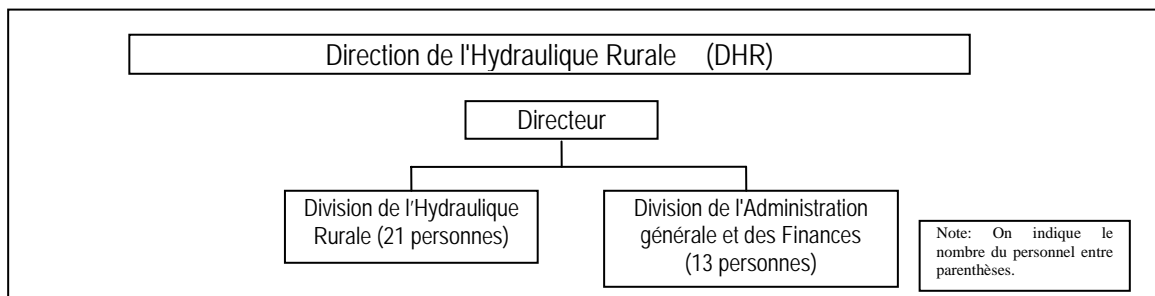 Direction de l'Hydraulique Rurale (DHR)
Directeur
Division de l'Hydraulique
Rurale (21 personnes)
Division de l'Administration
générale et des Finances
(13 personnes)
Note: On indique le
nombre du personnel entre
parenthèses.